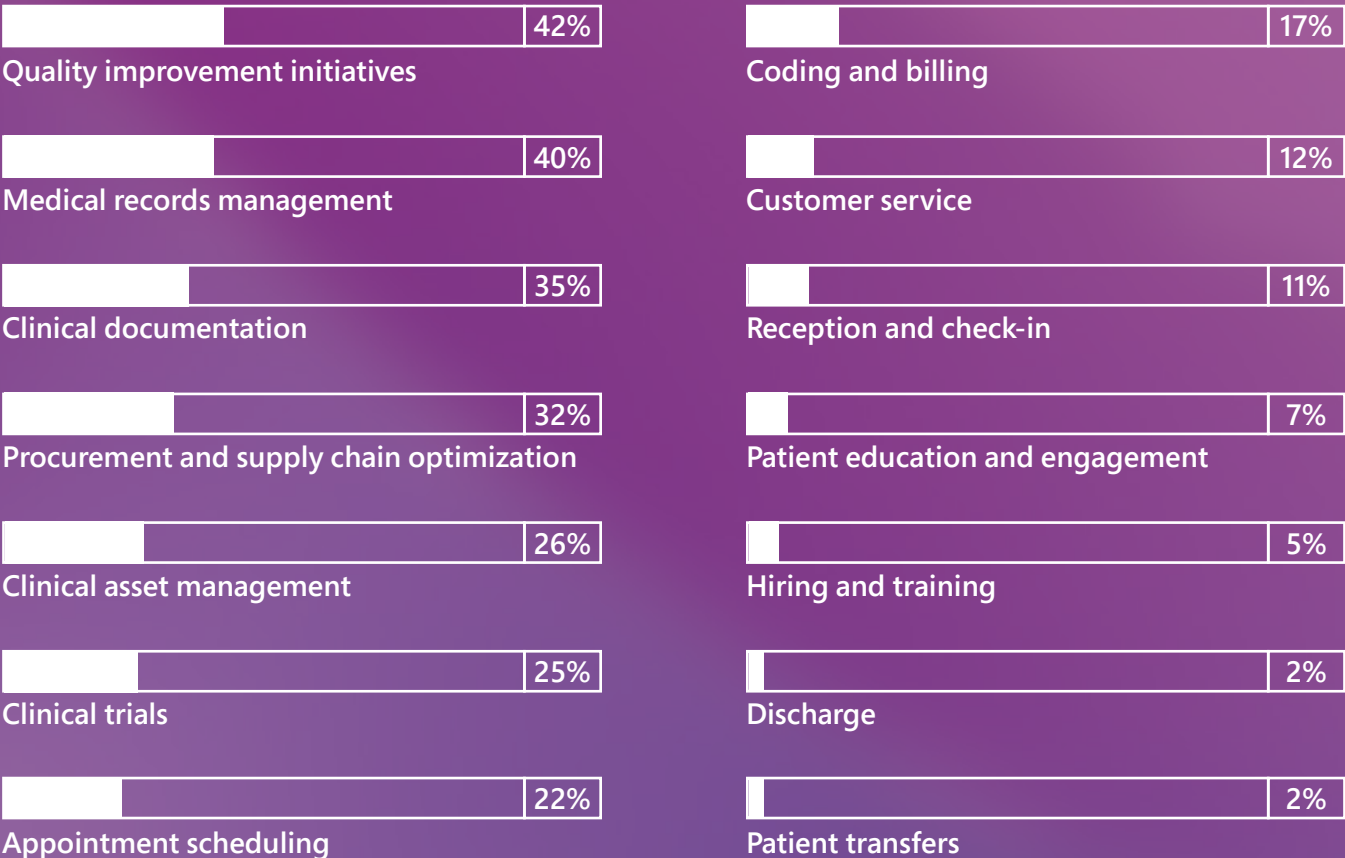 42%
Quality improvement initiatives
40%
Medical records management
35%
Clinical documentation
32%
Procurement and supply chain optimization
26%
Clinical asset management
25%
Clinical trials
22%
Appointment scheduling
17%
Coding and billing
12%
Customer service
11%
Reception and check-in
7%
Patient education and engagement
5%
Hiring and training
2%
Discharge
2%
Patient transfers